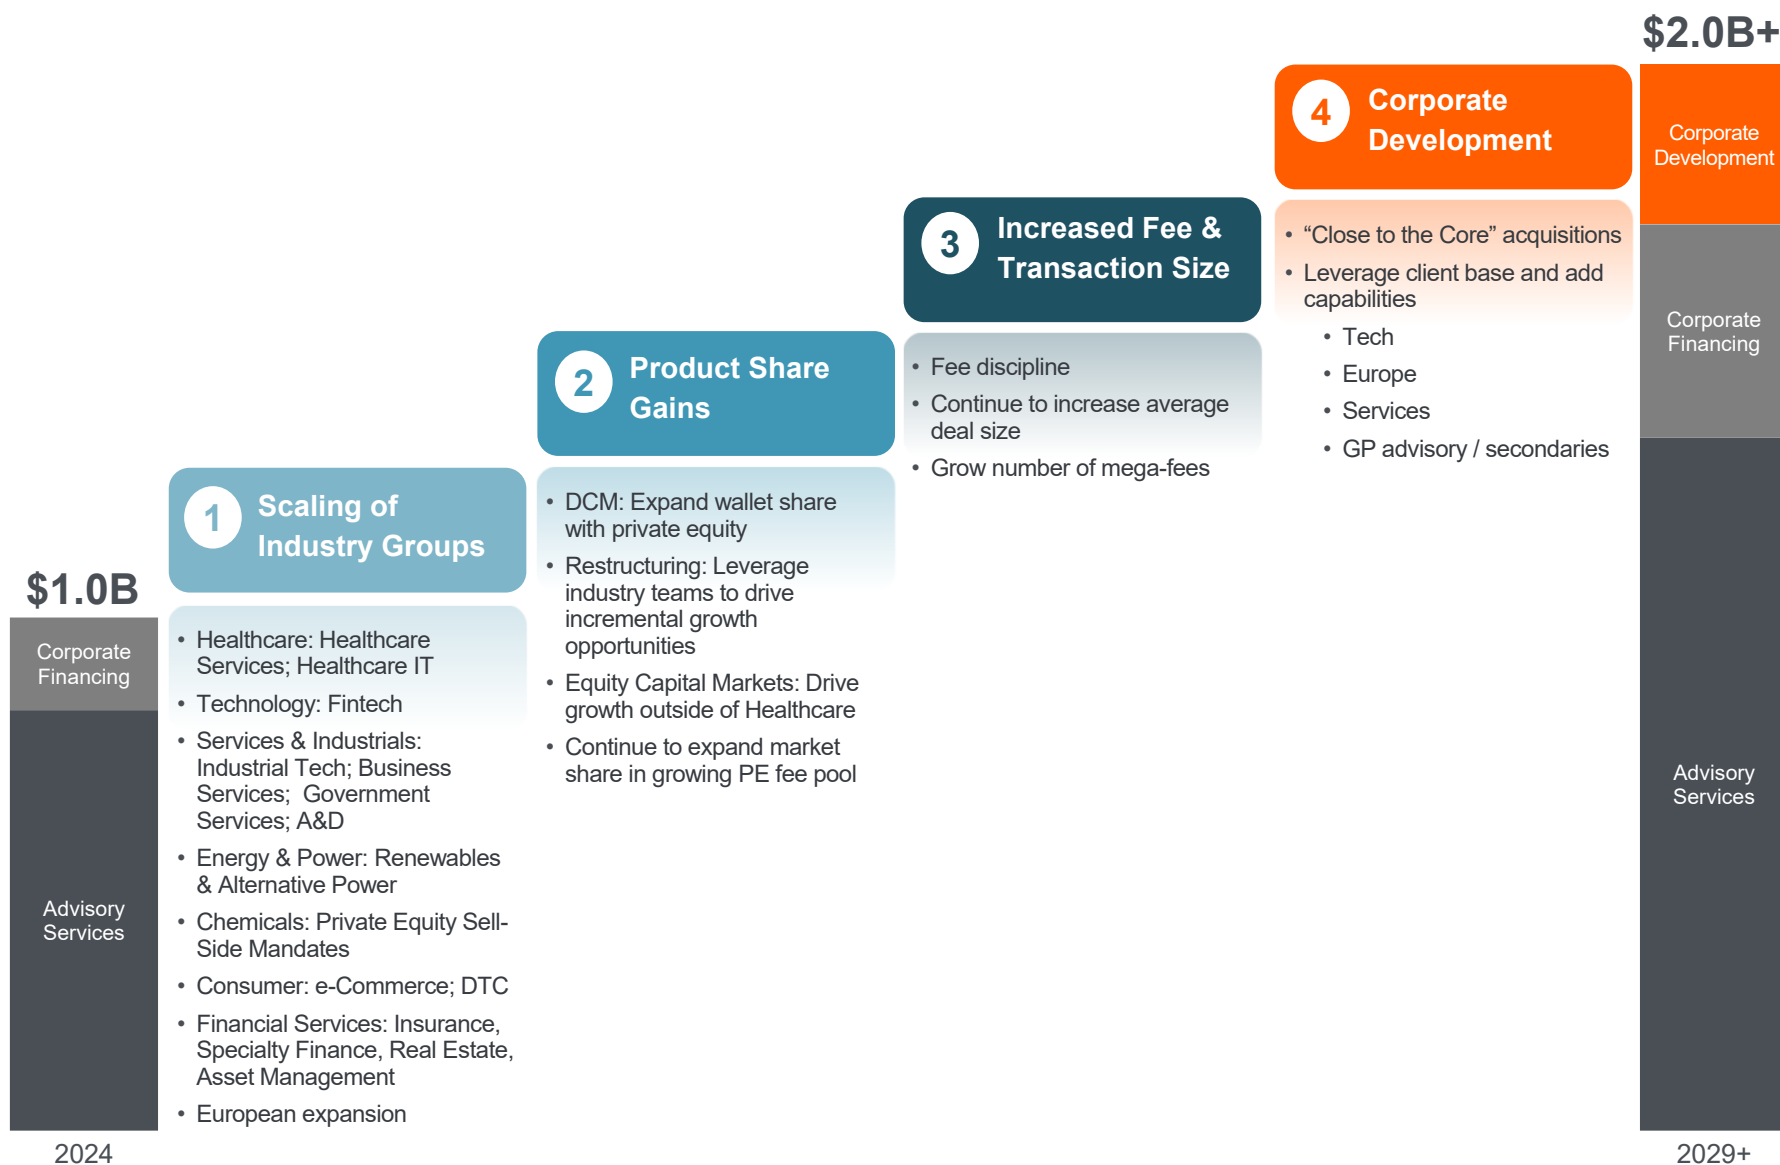 $1.0B
Corporate
Financing
Advisory
Services
2024
1
Scaling of
Industry Groups
• Healthcare: Healthcare
Services; Healthcare IT
• Technology: Fintech
• Services & Industrials:
Industrial Tech; Business
Services;  Government
Services; A&D
• Energy & Power: Renewables
& Alternative Power
• Chemicals: Private Equity Sell-
Side Mandates
• Consumer: e-Commerce; DTC
• Financial Services: Insurance,
Specialty Finance, Real Estate,
Asset Management
• European expansion
2
Product Share
Gains
• DCM: Expand wallet share
with private equity
• Restructuring: Leverage
industry teams to drive
incremental growth
opportunities
• Equity Capital Markets: Drive
growth outside of Healthcare
• Continue to expand market
share in growing PE fee pool
3
Increased Fee &
Transaction Size
• Fee discipline
• Continue to increase average
deal size
• Grow number of mega-fees
4
Corporate
Development
• “Close to the Core” acquisitions
• Leverage client base and add
capabilities
• Tech
• Europe
• Services
• GP advisory / secondaries
$2.0B+
Corporate
Development
Corporate
Financing
Advisory
Services
2029+